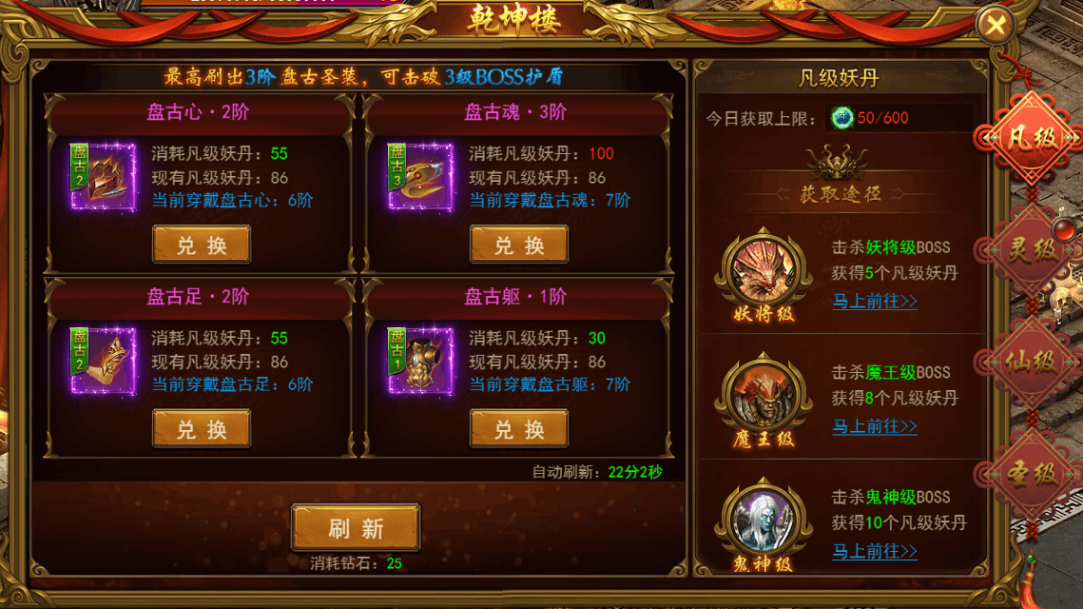 乾坤楼
最高刷出3阶盘古圣装，可击破3级BOSS护盾
盘古心·2阶
盘古2
消耗凡级妖丹：55
现有凡级妖丹：86
当前穿戴盘古心：6阶
兑换
盘古魂·3阶
盘古3
消耗凡级妖丹：100
现有凡级妖丹：86
当前穿戴盘古魂：7阶
兑换
盘古足·2阶
盘古2
消耗凡级妖丹：55
现有凡级妖丹：86
当前穿戴盘古足：6阶
兑换
盘古躯·1阶
盘古1
消耗凡级妖丹：30
现有凡级妖丹：86
当前穿戴盘古躯：7阶
兑换
自动刷新：22分2秒
刷新
消耗钻石：25
凡级妖丹
今日获取上限：50/600
获取途径
妖将级
击杀妖将级BOSS
获得5个凡级妖丹
马上前往>>
魔王级
击杀魔王级BOSS
获得8个凡级妖丹
马上前往>>
鬼神级
击杀鬼神级BOSS
获得10个凡级妖丹
马上前往>>
凡级
灵级
仙级
圣级